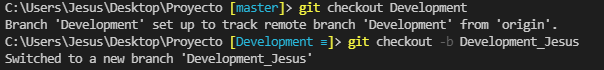 C:\Users\Jesus\Desktop\Proyecto [master]> git checkout Development
Branch 'Development' set up to track remote branch 'Development' from 'origin'.
C:\Users\Jesus\Desktop\Proyecto [Development ≡]> git checkout -b Development_Jesus
Switched to a new branch 'Development_Jesus'